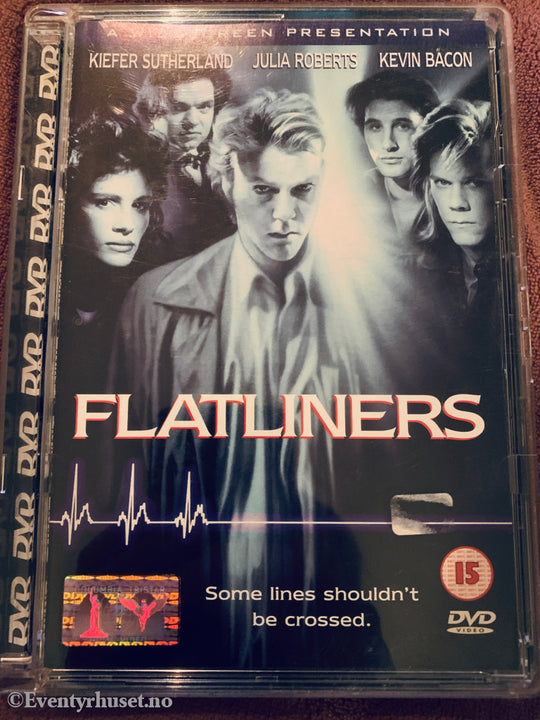 A WIDESCREEN PRESENTATION
KIEFER SUTHERLAND JULIA ROBERTS KEVIN BACON
FLATLINERS
Some lines shouldn't
be crossed.
15
DVD
VIDEO
©Eventyrhuset.no